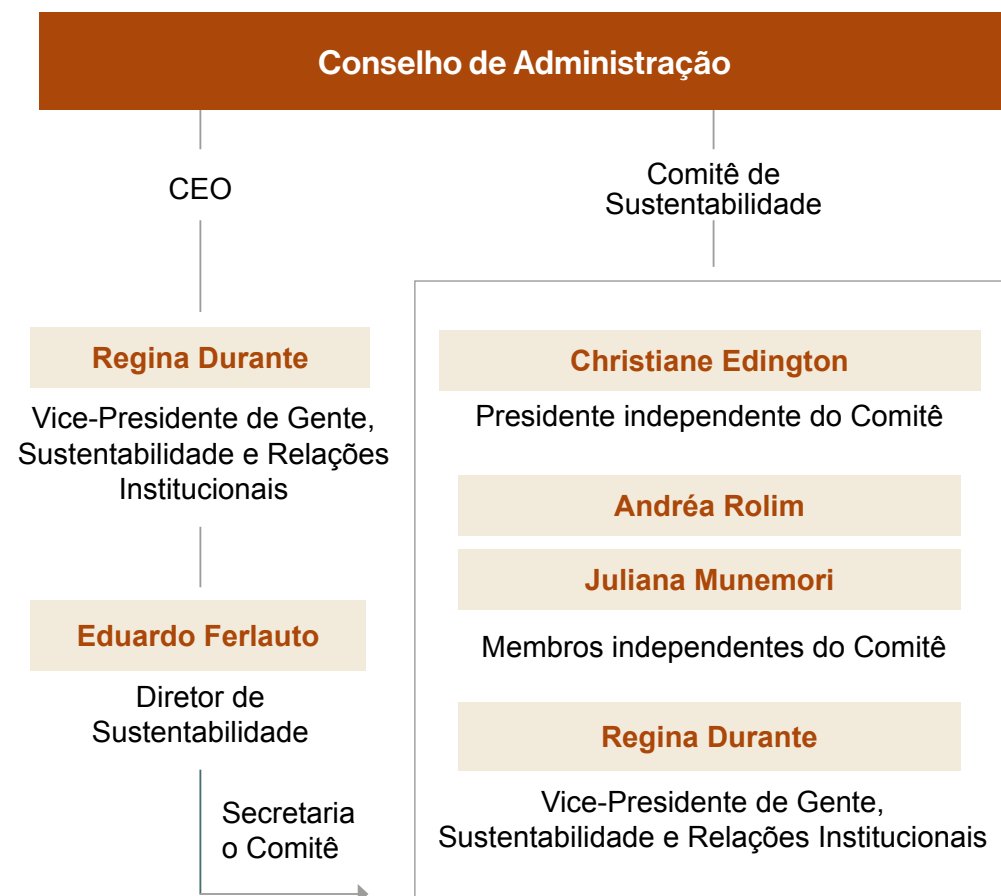 Conselho de Administração
CEO
Regina Durante
Vice-Presidente de Gente,
Sustentabilidade e Relações
Institucionais
Eduardo Ferlauto
Diretor de
Sustentabilidade
Secretaria
o Comitê
Comitê de
Sustentabilidade
Christiane Edington
Presidente independente do Comitê
Andréa Rolim
Juliana Munemori
Membros independentes do Comitê
Regina Durante
Vice-Presidente de Gente,
Sustentabilidade e Relações Institucionais